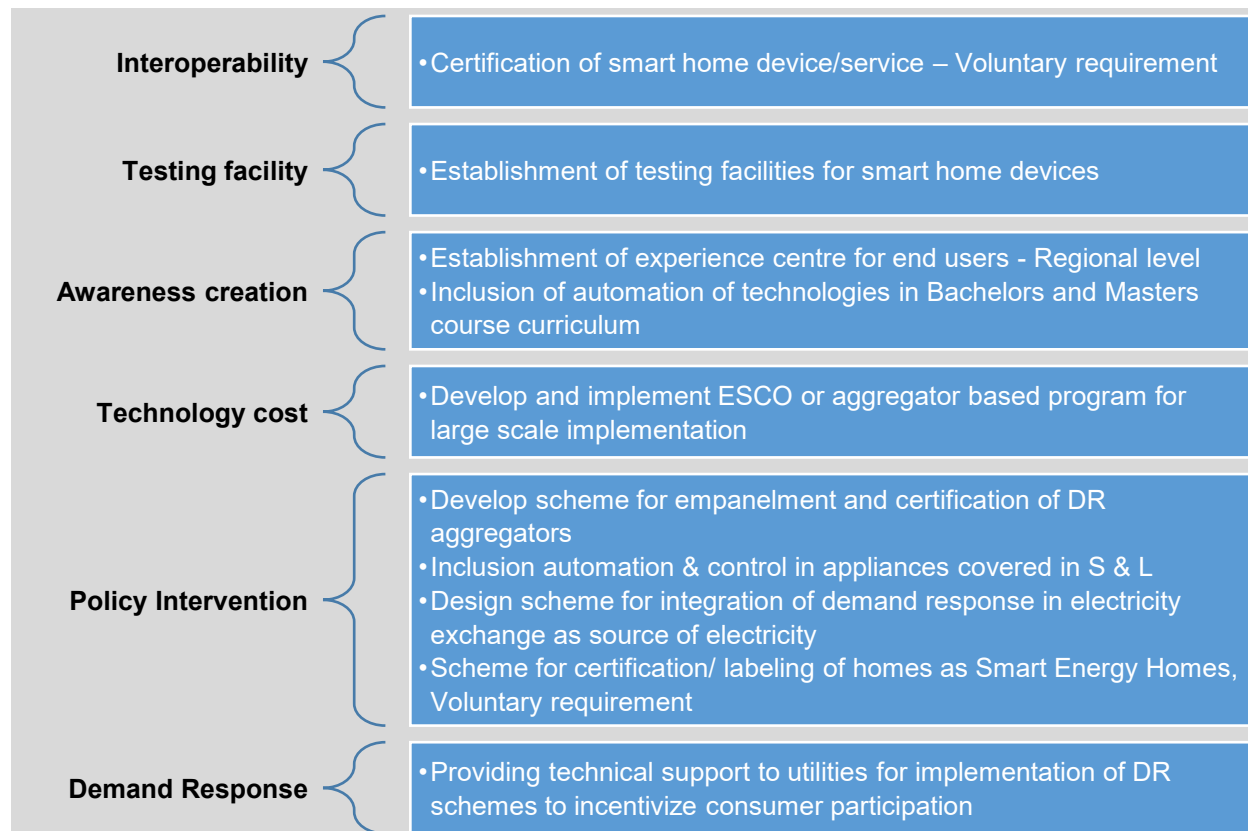 Interoperability
•Certification of smart home device/service – Voluntary requirement
Testing facility
•Establishment of testing facilities for smart home devices
Awareness creation
•Establishment of experience centre for end users - Regional level
•Inclusion of automation of technologies in Bachelors and Masters
course curriculum
Technology cost
•Develop and implement ESCO or aggregator based program for
large scale implementation
Policy Intervention
•Develop scheme for empanelment and certification of DR
aggregators
•Inclusion automation & control in appliances covered in S & L
•Design scheme for integration of demand response in electricity
exchange as source of electricity
•Scheme for certification/ labeling of homes as Smart Energy Homes,
Voluntary requirement
Demand Response
•Providing technical support to utilities for implementation of DR
schemes to incentivize consumer participation